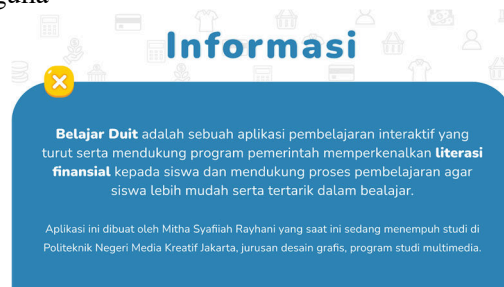 Informasi
Belajar Duit adalah sebuah aplikasi pembelajaran interaktif yang
turut serta mendukung program pemerintah memperkenalkan literasi
finansial kepada siswa dan mendukung proses pembelajaran agar
siswa lebih mudah serta tertarik dalam bealajar.
Aplikasi ini dibuat oleh Mitha Syafiiah Rayhani yang saat ini sedang menempuh studi di
Politeknik Negeri Media Kreatif Jakarta, jurusan desain grafis, program studi multimedia.